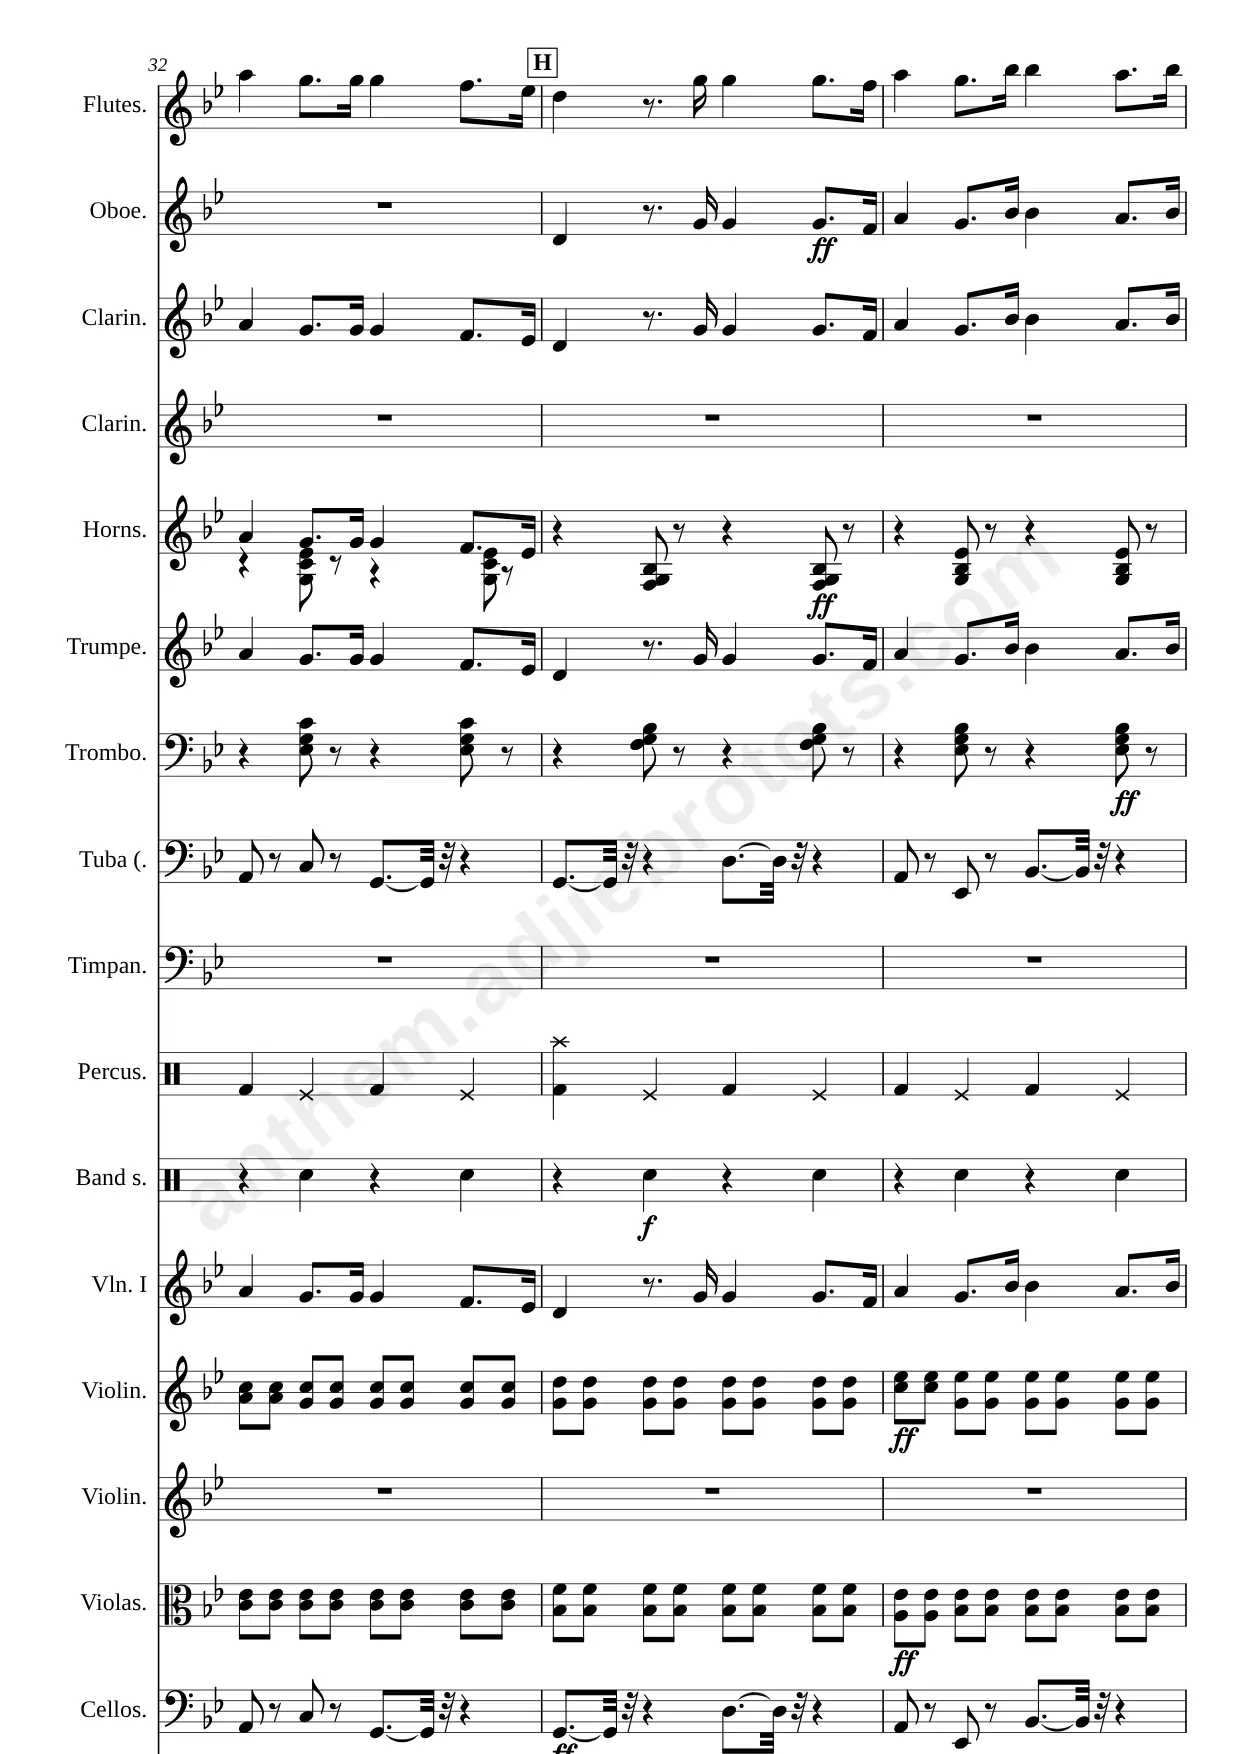 32
H
Flutes.
Oboe.
ff
Clarin.
Clarin.
Horns.
ff
Trumpe.
Trombo.
ff
Tuba (.
Timpan.
Percus.
Band s.
f
Vln. I
Violin.
ff
Violin.
Violas.
ff
Cellos.
ff
anthem.adjiebrotots.com